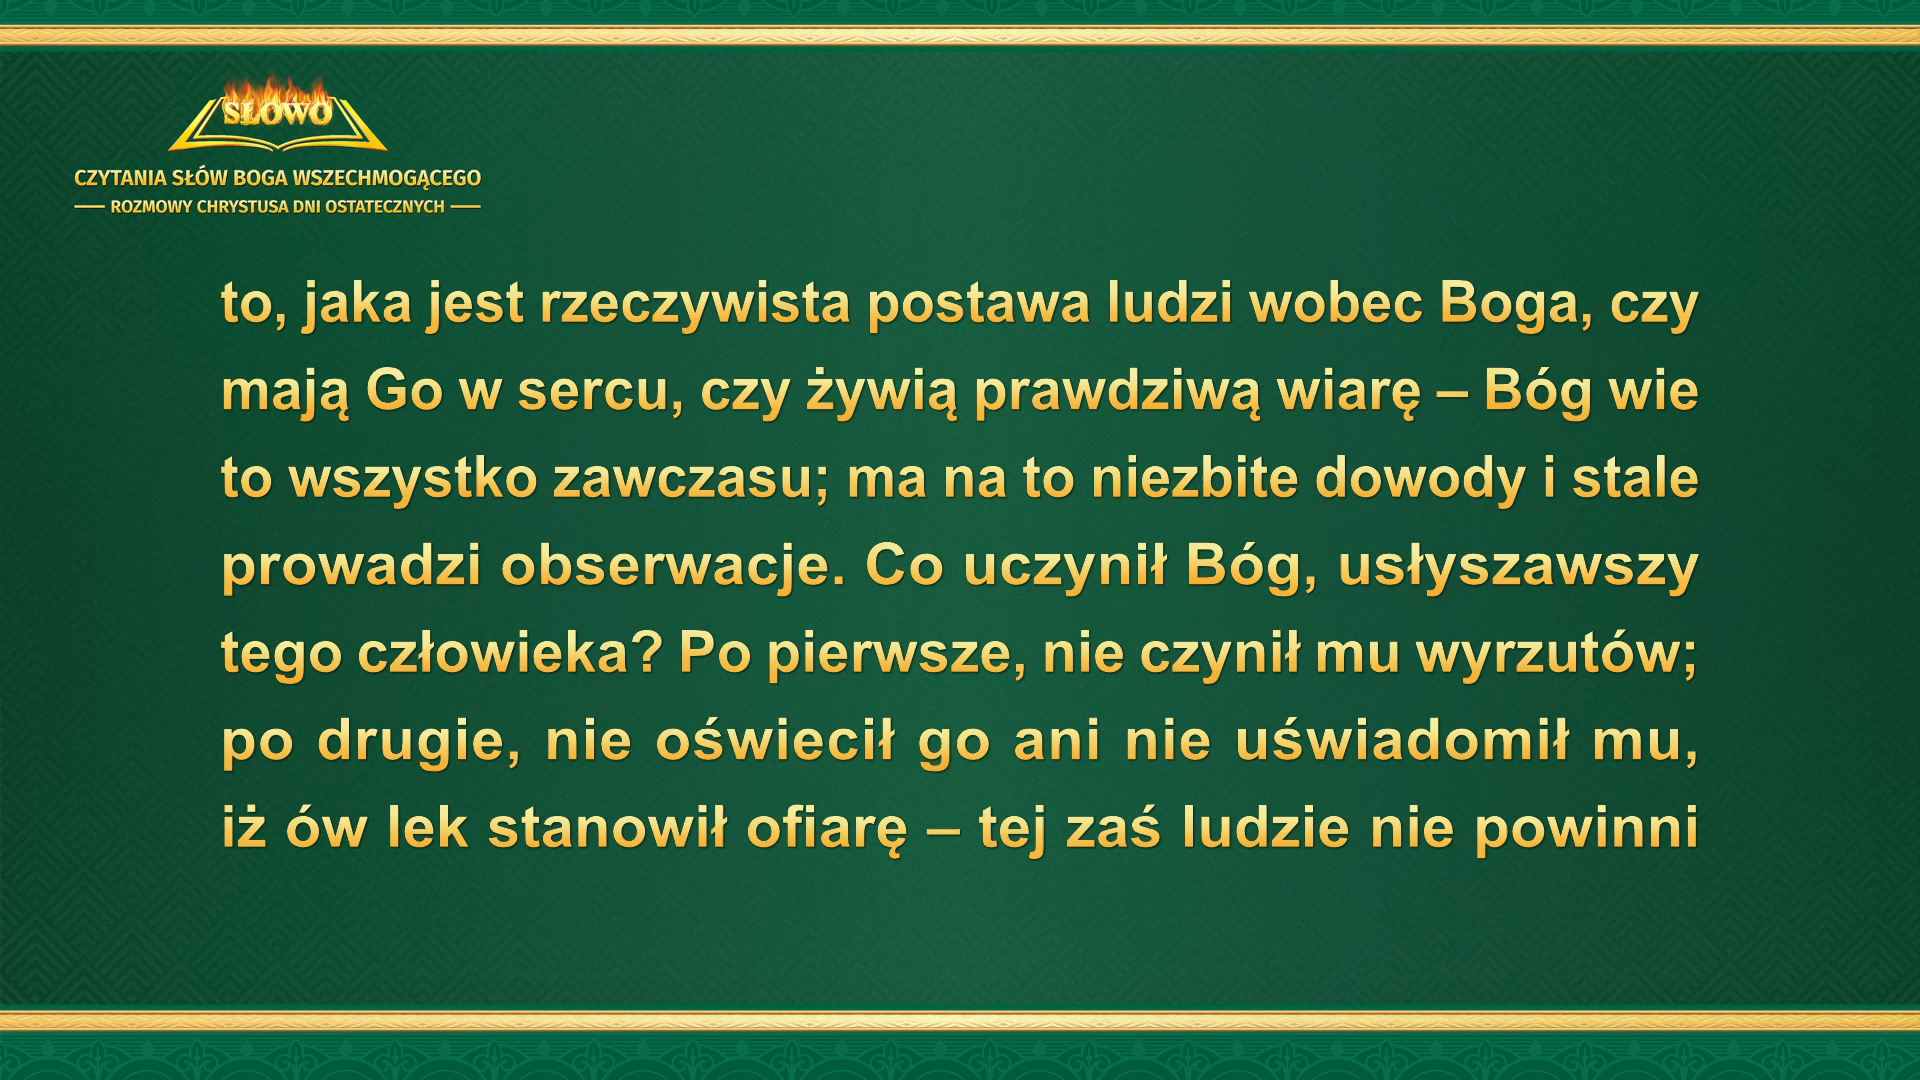 SŁOWO
CZYTANIA SŁÓW BOGA WSZECHMOGĄCEGO
ROZMOWY CHRYSTUSA DNI OSTATECZNYCH
to, jaka jest rzeczywista postawa ludzi wobec Boga, czy
mają Go w sercu, czy żywią prawdziwą wiarę – Bóg wie
to wszystko zawczasu; ma na to niezbite dowody i stale
prowadzi obserwacje. Co uczynił Bóg, usłyszawszy
tego człowieka? Po pierwsze, nie czynił mu wyrzutów;
po drugie, nie oświecił go ani nie uświadomił mu,
iż ów lek stanowił ofiarę – tej zaś ludzie nie powinni